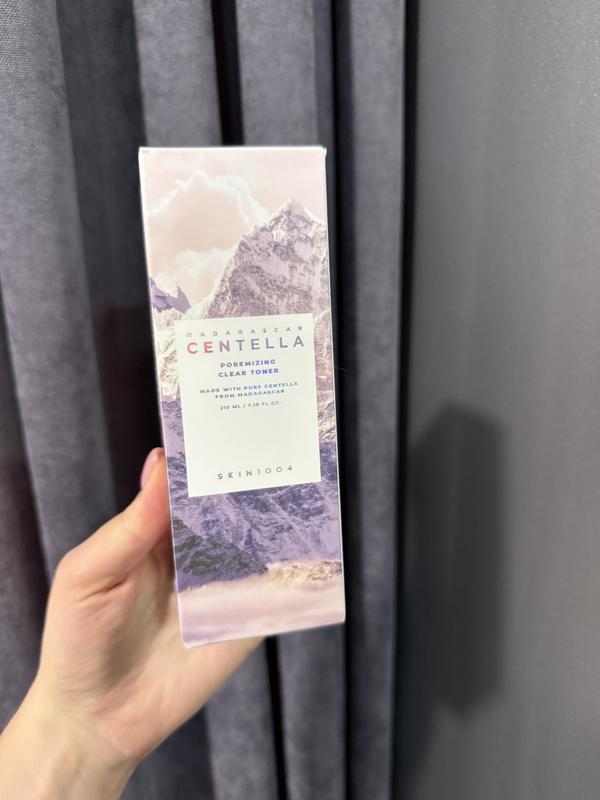 MADAGASCAR
CENTELLA
POREMIZING
CLEAR TONER
MADE WITH PURE CENTELLA
FROM MADAGASCAR
210 ML / 7.10 FL.OZ.
SKIN1004